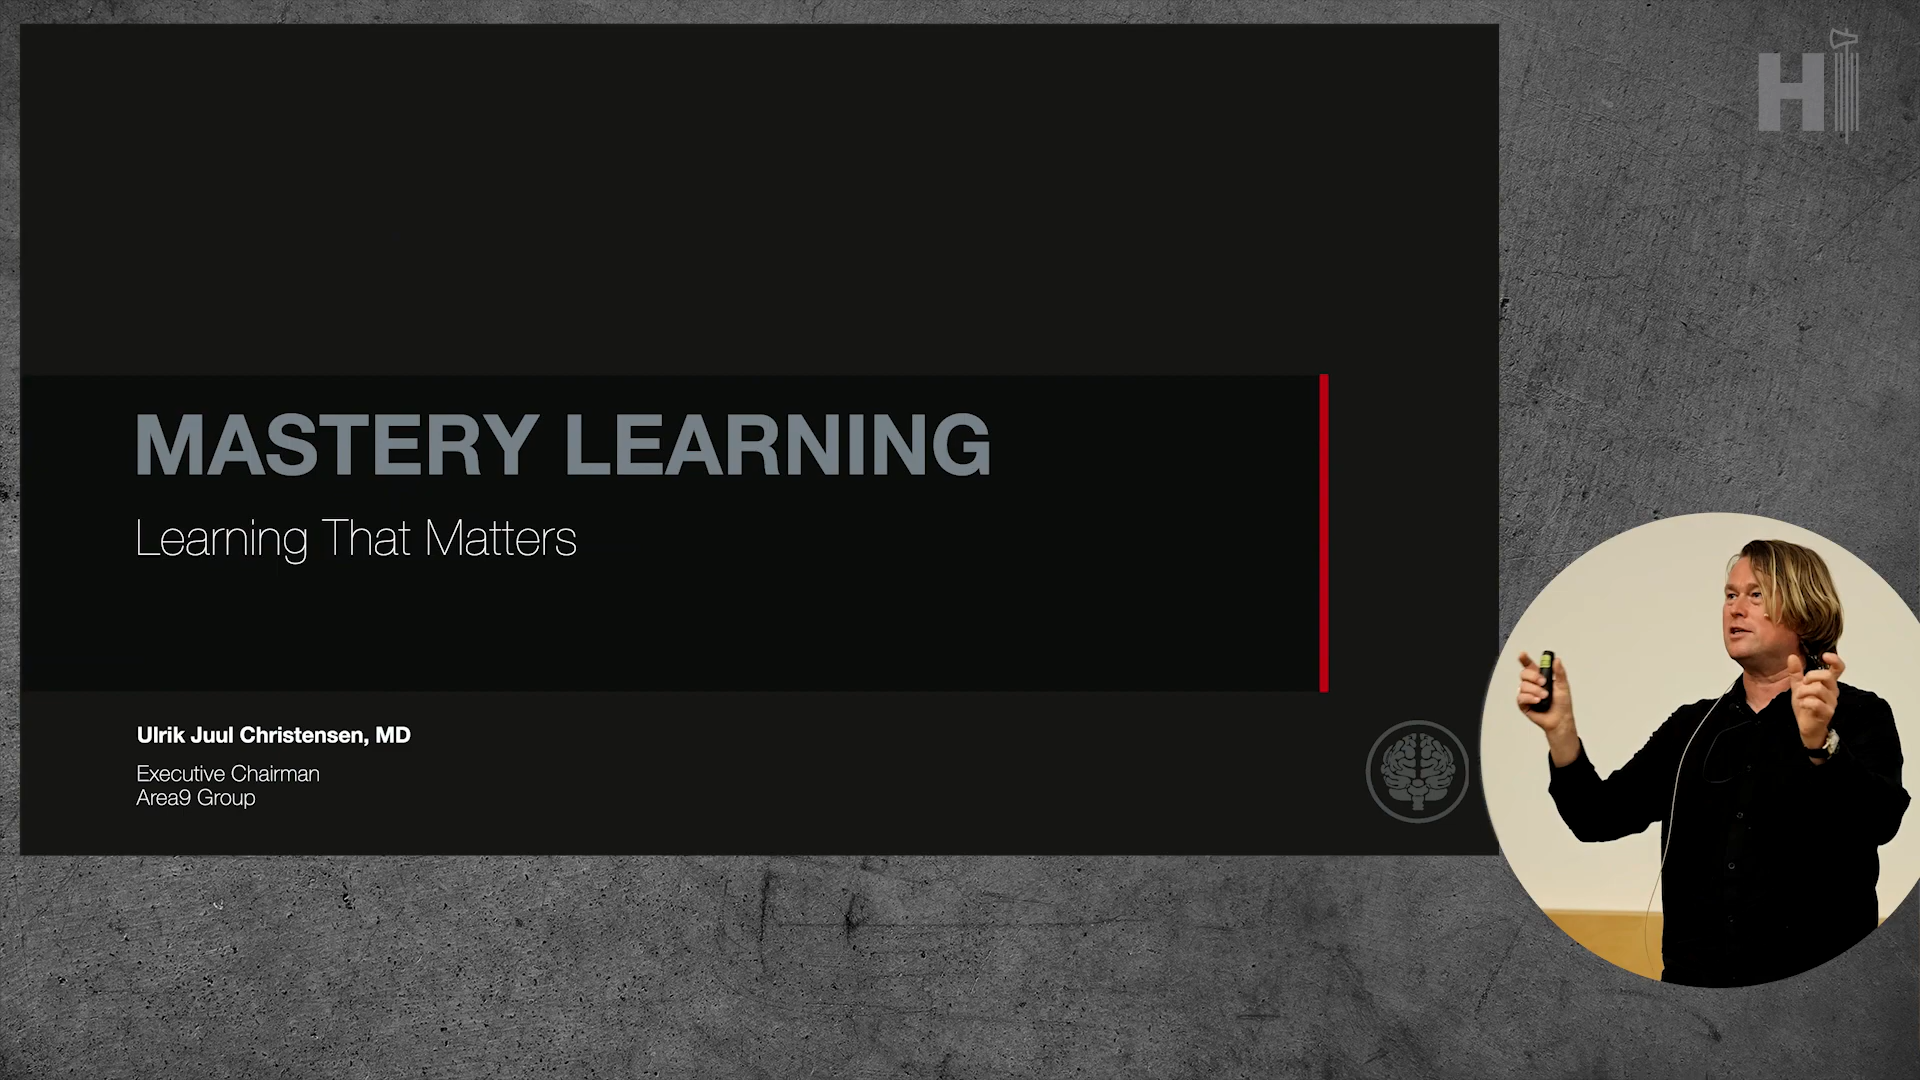 MASTERY LEARNING
Learning That Matters
Ulrik Juul Christensen, MD
Executive Chairman
Area9 Group
H